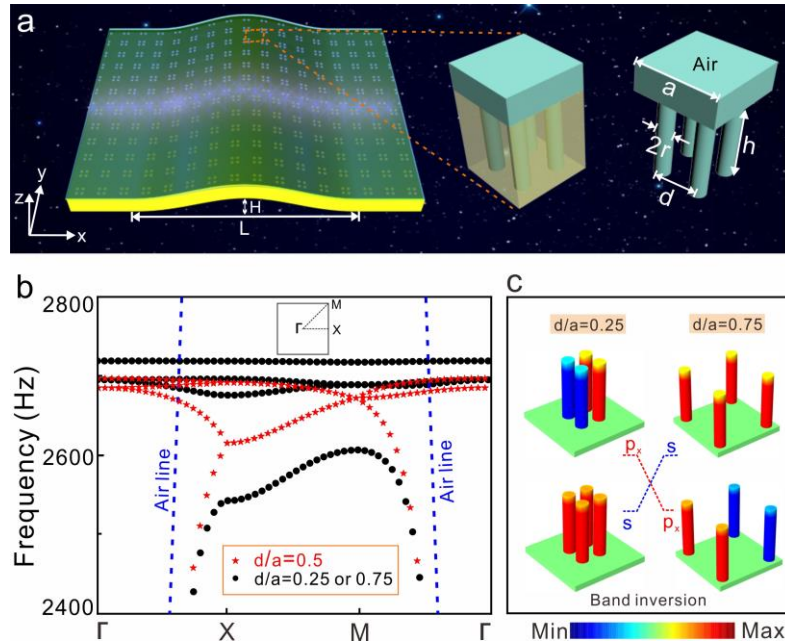 a
Air
a
2r
h
d
z
y
x
H
L
b
c
2800
2600
2400
Frequency (Hz)
M
Γ
X
Air line
Air line
d/a=0.5
d/a=0.25 or 0.75
Γ
X
M
Γ
d/a=0.25
d/a=0.75
px
s
s
px
Band inversion
Min
Max